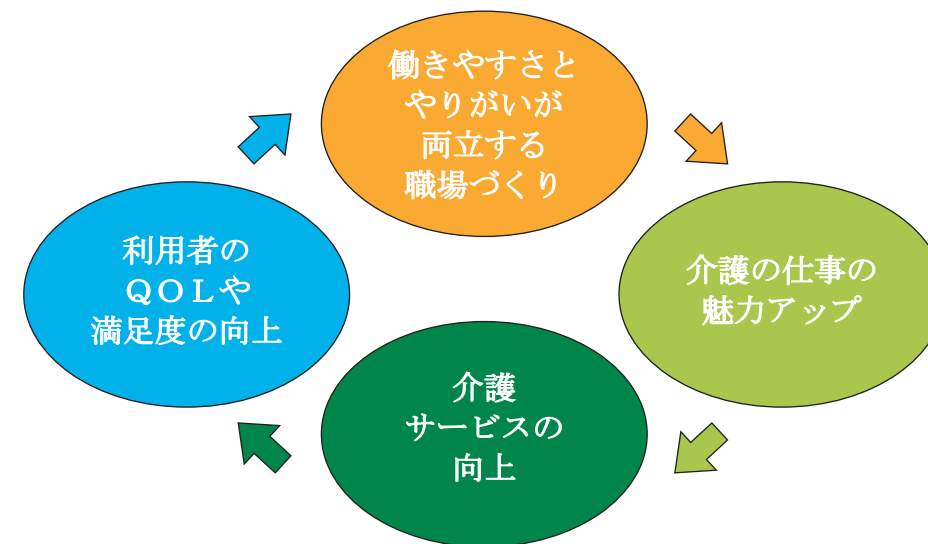 働きやすさと
やりがいが
両立する
職場づくり
介護の仕事の
魅力アップ
介護
サービスの
向上
利用者の
ＱＯＬや
満足度の向上